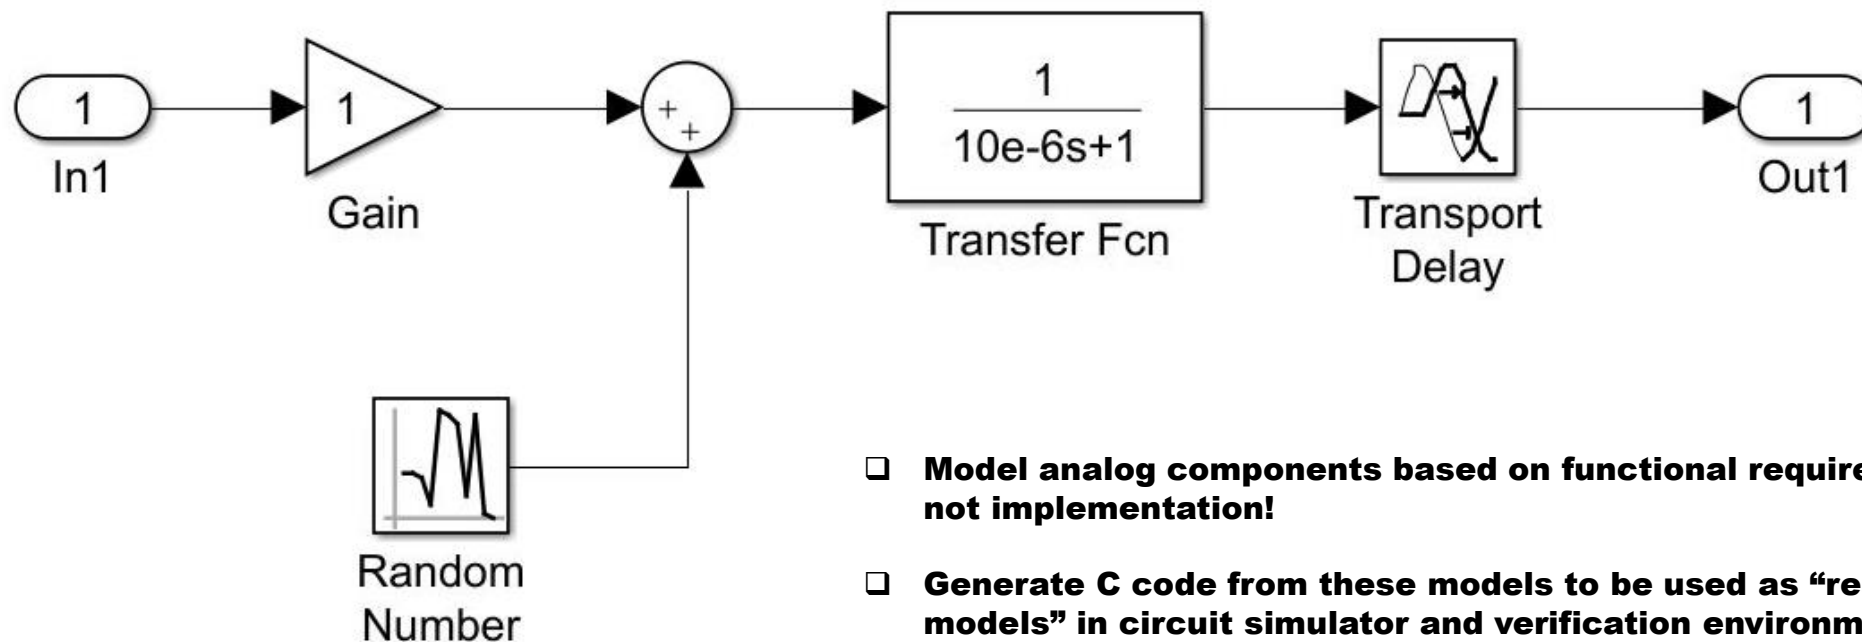 1
In1
1
Gain
+
+
1
10e-6s+1
Transfer Fcn
Transport
Delay
1
Out1
Random
Number
Model analog components based on functional require
not implementation!
Generate C code from these models to be used as “re
models” in circuit simulator and verification environm